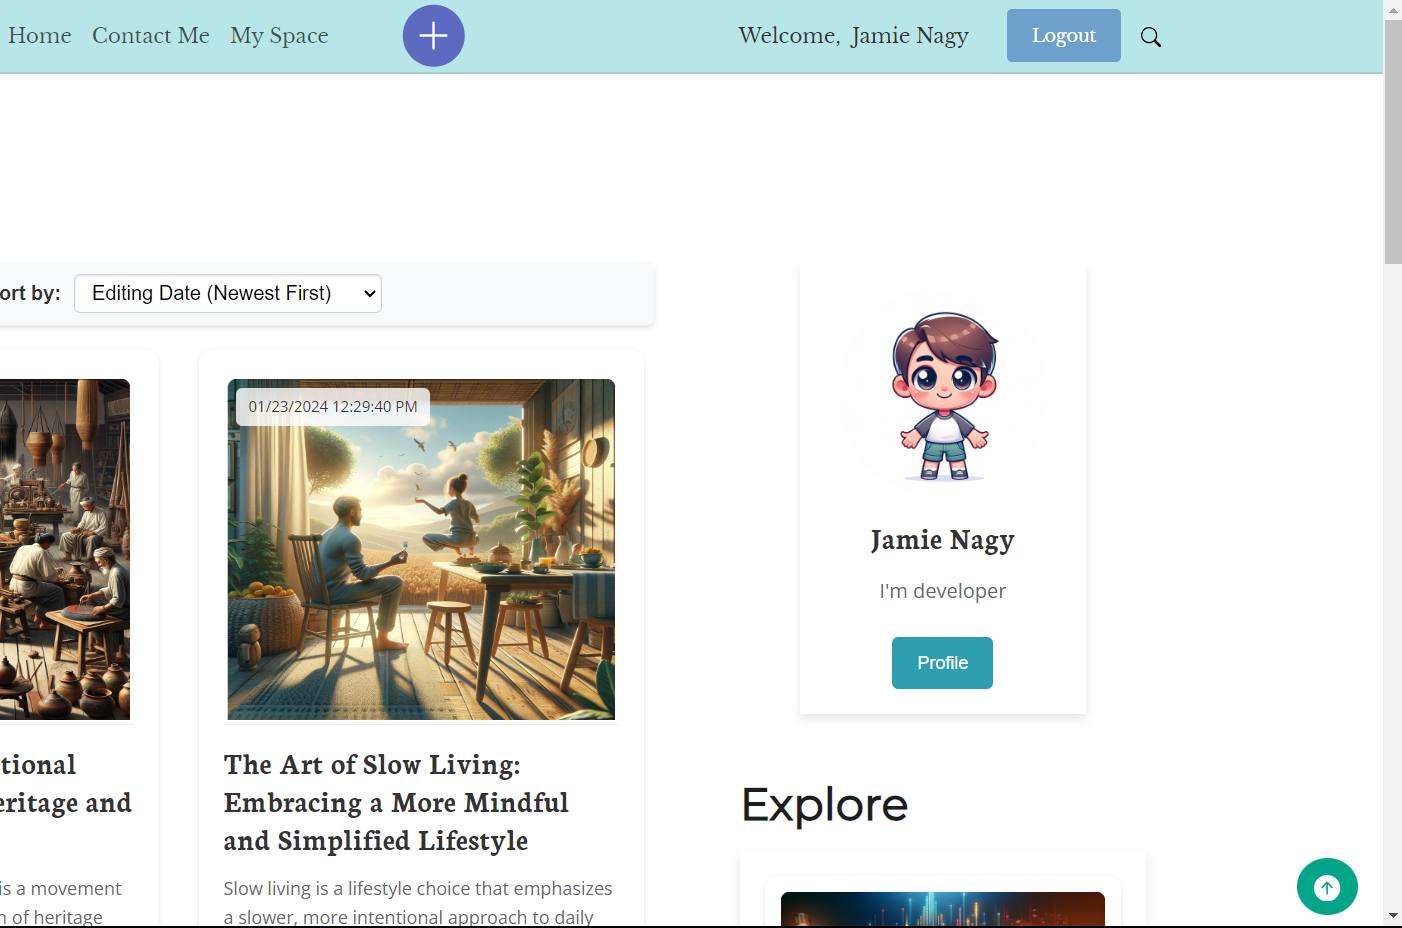 Home Contact Me My Space Welcome, Jamie Nagy Logout
ort by: Editing Date (Newest First)
01/23/2024 12:29:40 PM
tional
eritage and
is a movement
n of heritage
The Art of Slow Living:
Embracing a More Mindful
and Simplified Lifestyle
Slow living is a lifestyle choice that emphasizes
a slower, more intentional approach to daily
Jamie Nagy
I'm developer
Profile
Explore